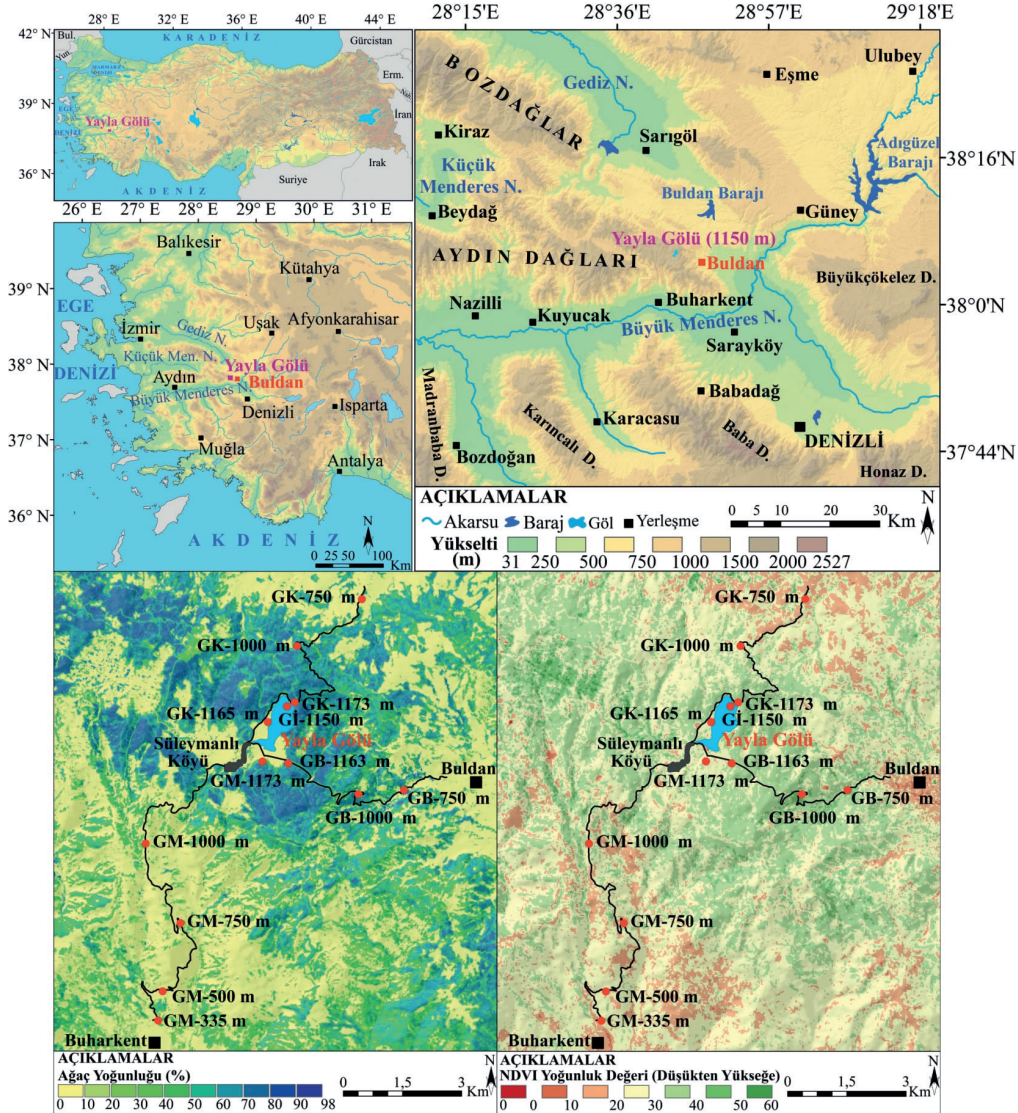 28° E 32° E 36° E 40° E 44° E
42° N
39° N
36° N
Bul.
Yun.
KARADENİZ
Gürcistan
Erm.
İran
Irak
Suriye
MARMARA
DENİZİ
EGE
DENİZİ
Yayla Gölü
AKDENİZ
26° E 27° E 28° E 29° E 30° E 31° E
39° N
38° N
37° N
36° N
Balıkesir
Kütahya
EGE
DENİZİ
İzmir
Gediz N.
Uşak
Afyonkarahisar
Küçük Men. N.
Yayla Gölü
Aydın
Buldan
Büyük Menderes N.
Denizli
Isparta
Muğla
Antalya
AKDENİZ
N
0 25 50 100
Km
28°15'E 28°36'E 28°57'E 29°18'E
38°16'N
38°0'N
37°44'N
BOZDAĞLAR
Gediz N.
Eşme
Ulubey
Kiraz
Sarıgöl
Adıgüzel
Barajı
Küçük
Menderes N.
Buldan Barajı
Beydağ
Güney
Yayla Gölü (1150 m)
AYDIN DAĞLARI
Buldan
Büyükçökelez D.
Nazilli
Buharkent
Kuyucak
Büyük Menderes N.
Sarayköy
Madranbaba D.
Babadağ
Karıncalı D.
Karacasu
Baba D.
DENİZLİ
Bozdoğan
Honaz D.
AÇIKLAMALAR
Akarsu Baraj Göl Yerleşme
0 5 10 20 30
Km
N
Yükselti
(m)
31 250 500 750 1000 1500 2000 2527
GK-750 m
GK-1000 m
GK-1173 m
GK-1165 m
Gİ-1150 m
Süleymanlı
Köyü
Yayla Gölü
GB-1163 m
GM-1173 m
Buldan
GB-750 m
GB-1000 m
GM-1000 m
GM-750 m
GM-500 m
GM-335 m
Buharkent
AÇIKLAMALAR
Ağaç Yoğunluğu (%)
0 10 20 30 40 50 60 70 80 90 98
0 1.5 3
Km
N
GK-750 m
GK-1000 m
GK-1173 m
GK-1165 m
Gİ-1150 m
Süleymanlı
Köyü
Yayla Gölü
GB-1163 m
GM-1173 m
Buldan
GB-750 m
GB-1000 m
GM-1000 m
GM-750 m
GM-500 m
GM-335 m
Buharkent
AÇIKLAMALAR
NDVI Yoğunluk Değeri (Düşükten Yükseğe)
0 0 10 20 30 40 50 60
0 1.5 3
Km
N